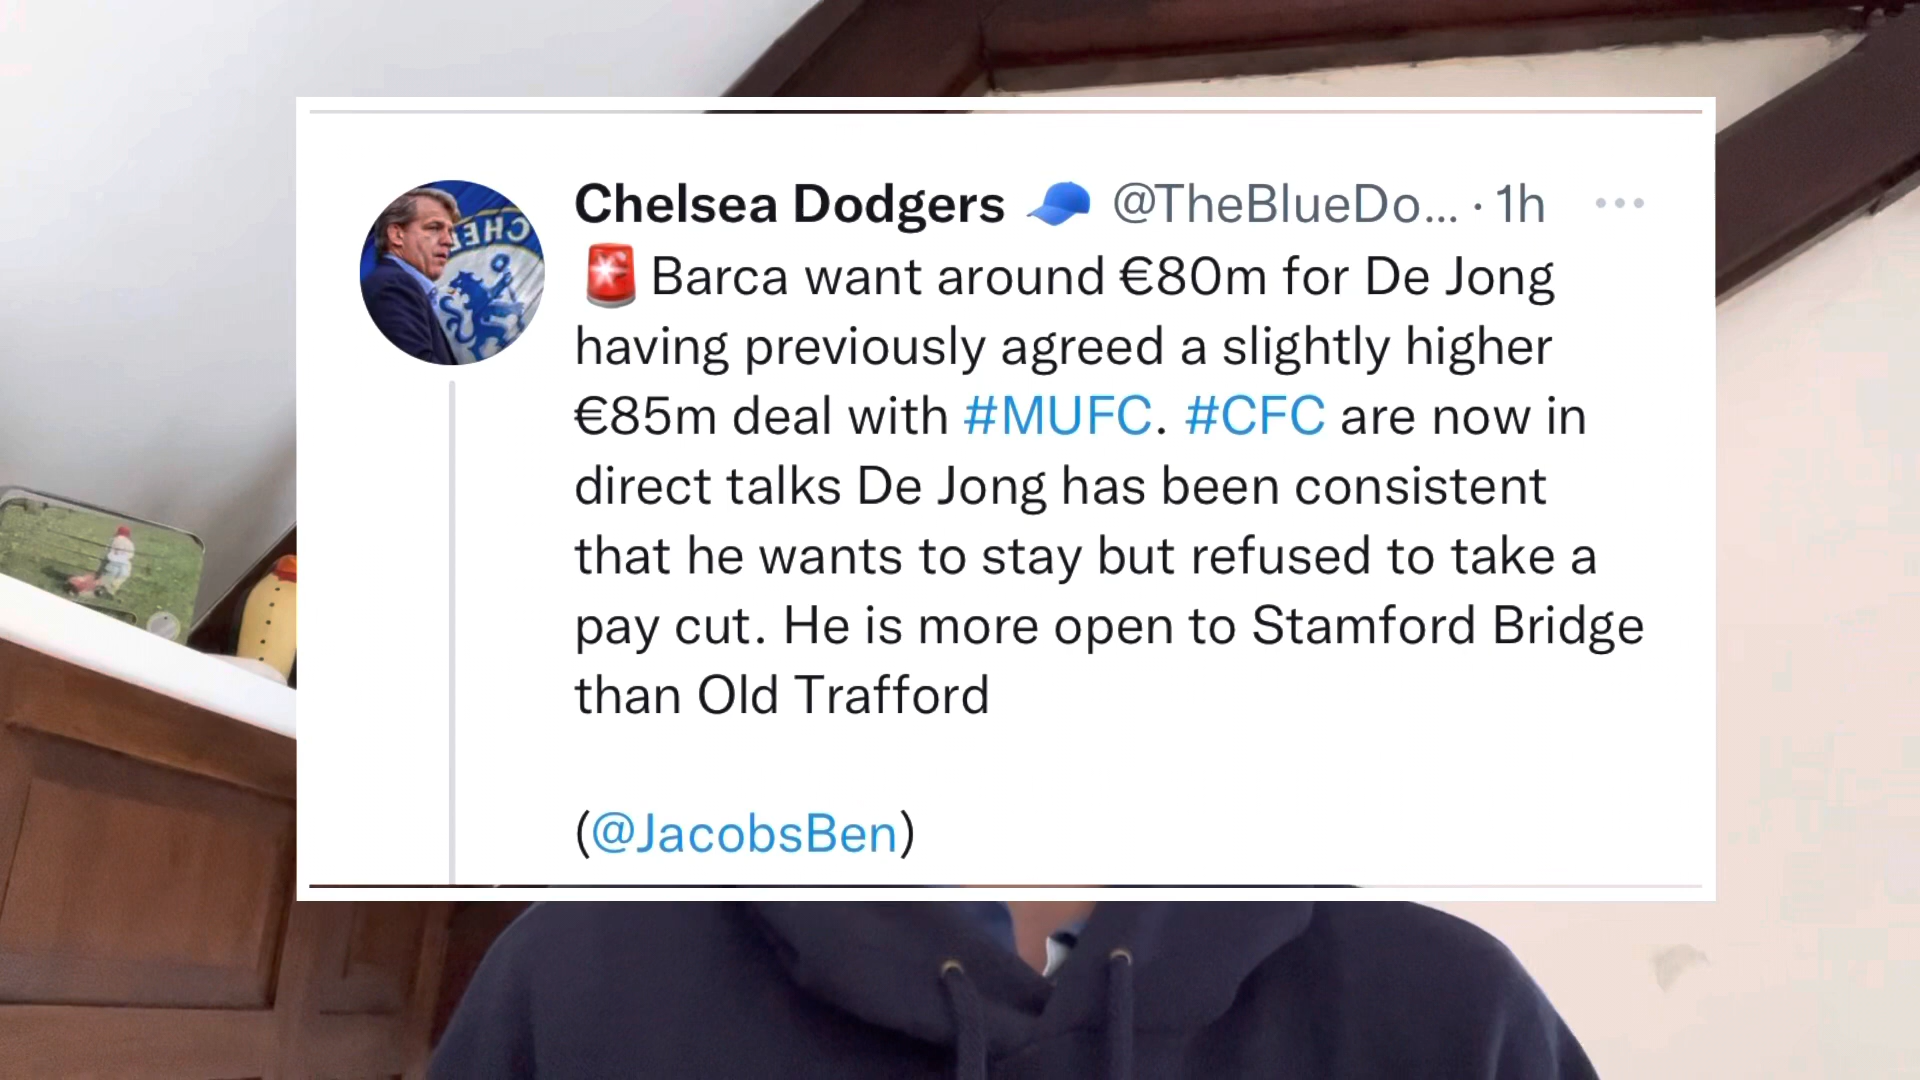 Chelsea Dodgers 🧢 @TheBlueDo... · 1h
🚨Barca want around €80m for De Jong
having previously agreed a slightly higher
€85m deal with #MUFC. #CFC are now in
direct talks De Jong has been consistent
that he wants to stay but refused to take a
pay cut. He is more open to Stamford Bridge
than Old Trafford
(@JacobsBen)
CHEL